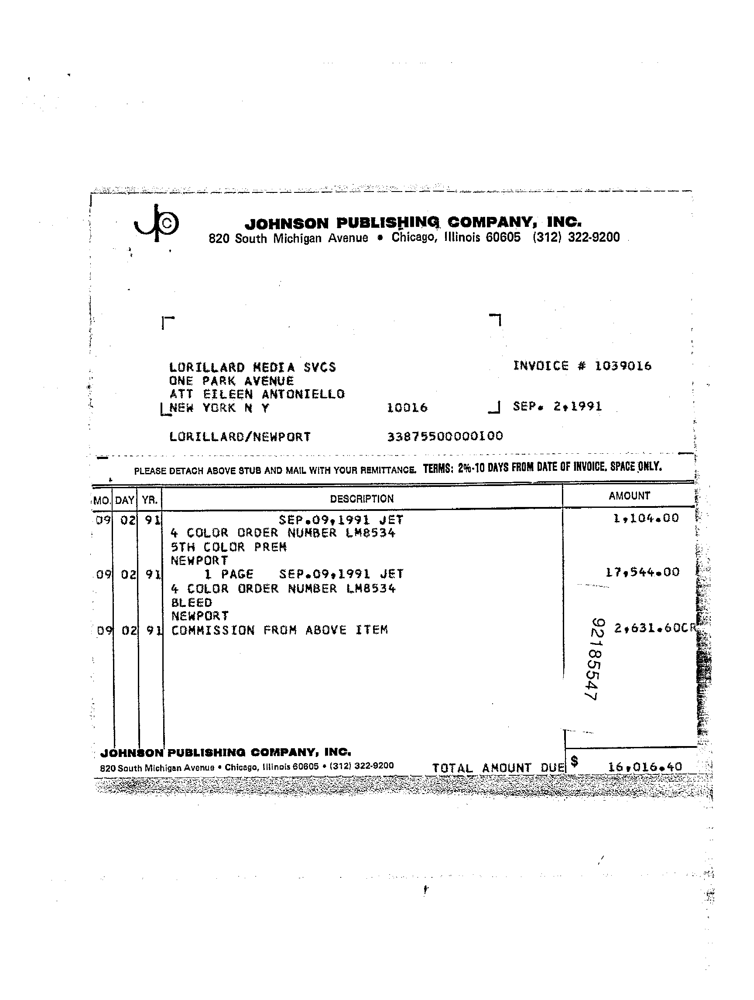 JC
JOHNSON PUBLISHING COMPANY, INC.
820 South Michigan Avenue • Chicago, Illinois 60605 (312) 322-9200
LORILLARD MEDIA SVCS INVOICE # 1039016
ONE PARK AVENUE
ATT EILEEN ANTONIELLO
NEW YORK N Y 10016 SEP. 2,1991
LORILLARD/NEWPORT 33875500000100
PLEASE DETACH ABOVE STUB AND MAIL WITH YOUR REMITTANCE. TERMS: 2%-10 DAYS FROM DATE OF INVOICE, SPACE ONLY.
MO. DAY YR. DESCRIPTION AMOUNT
09 02 91 SEP.09,1991 JET 1,104.00
4 COLOR ORDER NUMBER LM8534
5TH COLOR PREM
NEWPORT
09 02 91 1 PAGE SEP.09,1991 JET 17,544.00
4 COLOR ORDER NUMBER LM8534
BLEED
NEWPORT
09 02 91 COMMISSION FROM ABOVE ITEM 2,631.60CR
92185547
JOHNSON PUBLISHING COMPANY, INC.
820 South Michigan Avenue • Chicago, Illinois 60605 • (312) 322-9200 TOTAL AMOUNT DUE $ 16,016.40